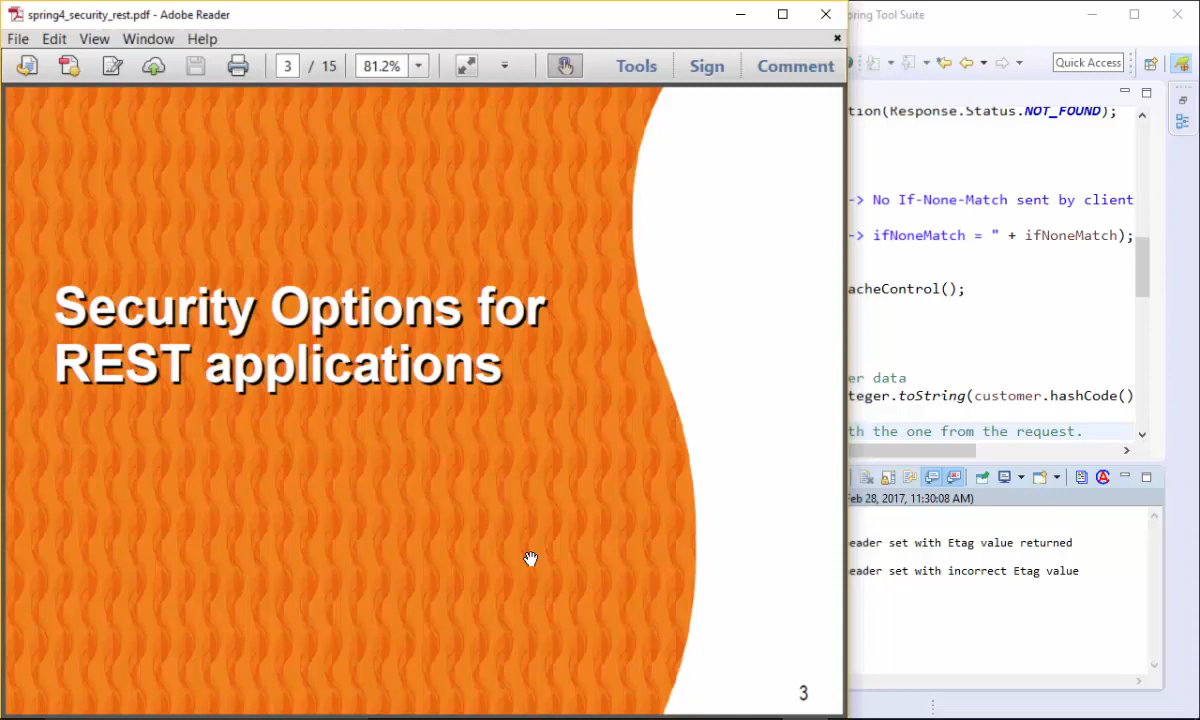 spring4_security_rest.pdf - Adobe Reader
File Edit View Window Help
3 / 15 81.2% Tools Sign Comment
Security Options for
REST applications
3
pring Tool Suite
Quick Access
tion(Response.Status.NOT_FOUND);
-> No If-None-Match sent by client
-> ifNoneMatch = " + ifNoneMatch);
acheControl();
er data
teger.toString(customer.hashCode()
th the one from the request.
Feb 28, 2017, 11:30:08 AM)
eader set with Etag value returned
eader set with incorrect Etag value